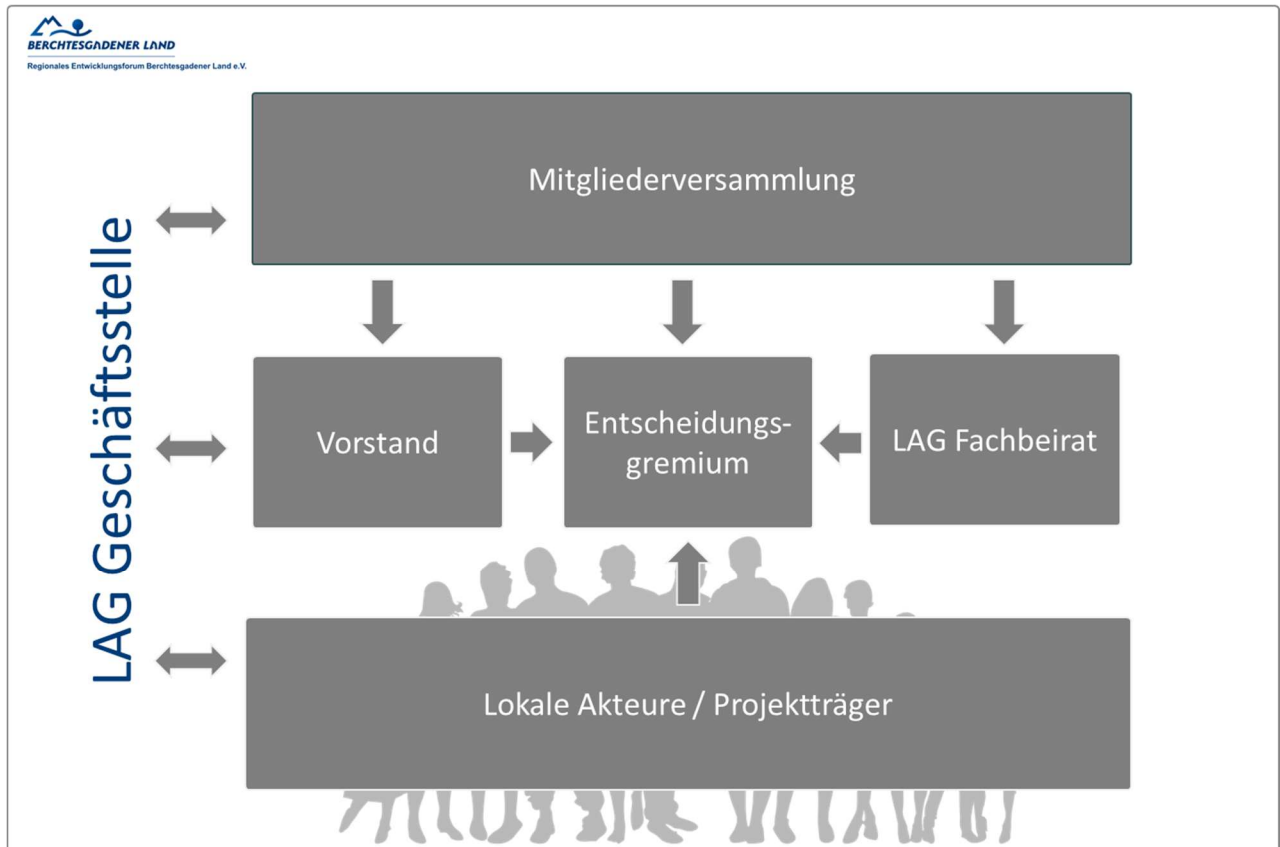 BERCHTESGADENER LAND
Regionales Entwicklungsforum Berchtesgadener Land e.V.
Mitgliederversammlung
LAG Geschäftsstelle
Vorstand
Entscheidungs-
gremium
LAG Fachbeirat
Lokale Akteure / Projektträger